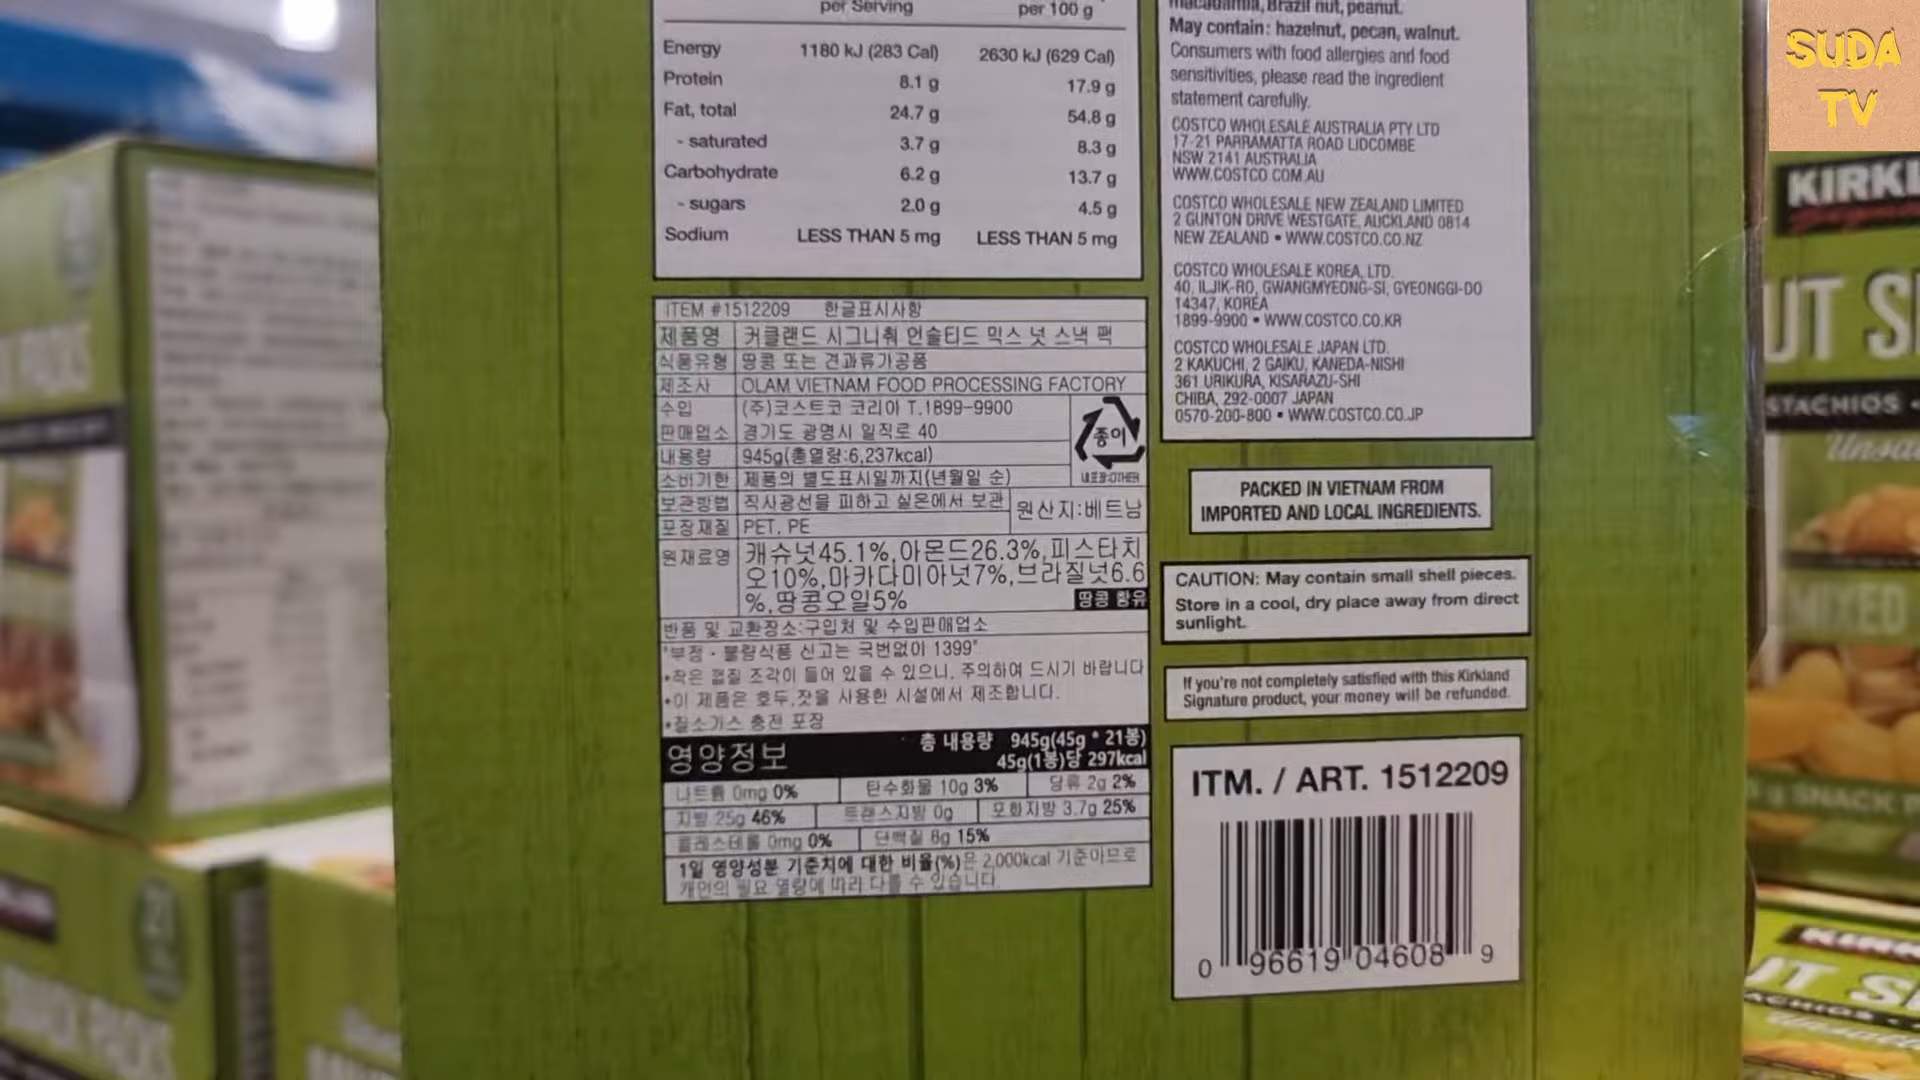 per Serving per 100 g
Energy 1180 kJ (283 Cal) 2630 kJ (629 Cal)
Protein 8.1 g 17.9 g
Fat, total 24.7 g 54.8 g
- saturated 3.7 g 8.3 g
Carbohydrate 6.2 g 13.7 g
- sugars 2.0 g 4.5 g
Sodium LESS THAN 5 mg LESS THAN 5 mg
macadamia, Brazil nut, peanut.
May contain: hazelnut, pecan, walnut.
Consumers with food allergies and food
sensitivities, please read the ingredient
statement carefully.
COSTCO WHOLESALE AUSTRALIA PTY LTD
17-21 PARRAMATTA ROAD LIDCOMBE
NSW 2141 AUSTRALIA
WWW.COSTCO.COM.AU
COSTCO WHOLESALE NEW ZEALAND LIMITED
2 GUNTON DRIVE WESTGATE, AUCKLAND 0814
NEW ZEALAND • WWW.COSTCO.CO.NZ
COSTCO WHOLESALE KOREA, LTD.
40, ILJIK-RO, GWANGMYEONG-SI, GYEONGGI-DO
14347, KOREA
1899-9900 • WWW.COSTCO.CO.KR
COSTCO WHOLESALE JAPAN LTD.
2 KAKUCHI, 2 GAIKU, KANEDA-NISHI
361 URIKURA, KISARAZU-SHI
CHIBA, 292-0007 JAPAN
0570-200-800 • WWW.COSTCO.CO.JP
ITEM #1512209 한글표시사항
제품명 커클랜드 시그니춰 언솔티드 믹스 넛 스낵 팩
식품유형 땅콩 또는 견과류가공품
제조사 OLAM VIETNAM FOOD PROCESSING FACTORY
수입 (주)코스트코 코리아 T.1899-9900
판매업소 경기도 광명시 일직로 40
내용량 945g(총열량:6,237kcal)
소비기한 제품의 별도표시일까지(년월일 순)
종이
내포장:OTHER
보관방법 직사광선을 피하고 실온에서 보관
원산지:베트남
포장재질 PET, PE
원재료명 캐슈넛45.1%,아몬드26.3%,피스타치
오10%,마카다미아넛7%,브라질넛6.6
%,땅콩오일5% 땅콩 함유
반품 및 교환장소:구입처 및 수입판매업소
"부정·불량식품 신고는 국번없이 1399"
•작은 껍질 조각이 들어 있을 수 있으니, 주의하여 드시기 바랍니다
•이 제품은 호두,잣을 사용한 시설에서 제조합니다.
•질소가스 충전 포장
영양정보 총 내용량 945g(45g * 21봉)
45g(1봉)당 297kcal
나트륨 0mg 0% 탄수화물 10g 3% 당류 2g 2%
지방 25g 46% 트랜스지방 0g 포화지방 3.7g 25%
콜레스테롤 0mg 0% 단백질 8g 15%
1일 영양성분 기준치에 대한 비율(%)은 2,000kcal 기준이므로
개인의 필요 열량에 따라 다를 수 있습니다.
PACKED IN VIETNAM FROM
IMPORTED AND LOCAL INGREDIENTS.
CAUTION: May contain small shell pieces.
Store in a cool, dry place away from direct
sunlight.
If you're not completely satisfied with this Kirkland
Signature product, your money will be refunded.
ITM. / ART. 1512209
0 96619 04608 9
SUDA
TV
KIRKL
UT S
STACHIOS
Unsa
MIXED
SNACK P
KIRK
UT S